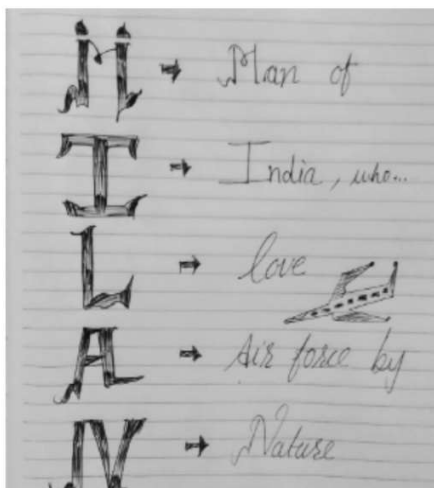 M → Man of
I → India, who...
L → love
A → Air force by
N → Nature